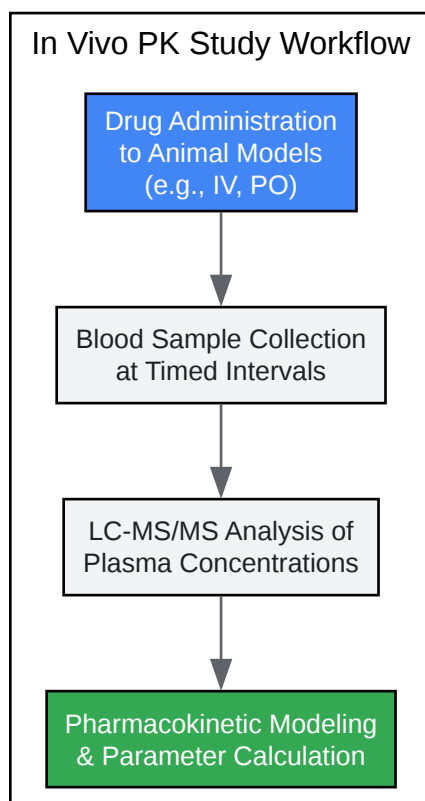 In Vivo PK Study Workflow
Drug Administration
to Animal Models
(e.g., IV, PO)
Blood Sample Collection
at Timed Intervals
LC-MS/MS Analysis of
Plasma Concentrations
Pharmacokinetic Modeling
& Parameter Calculation